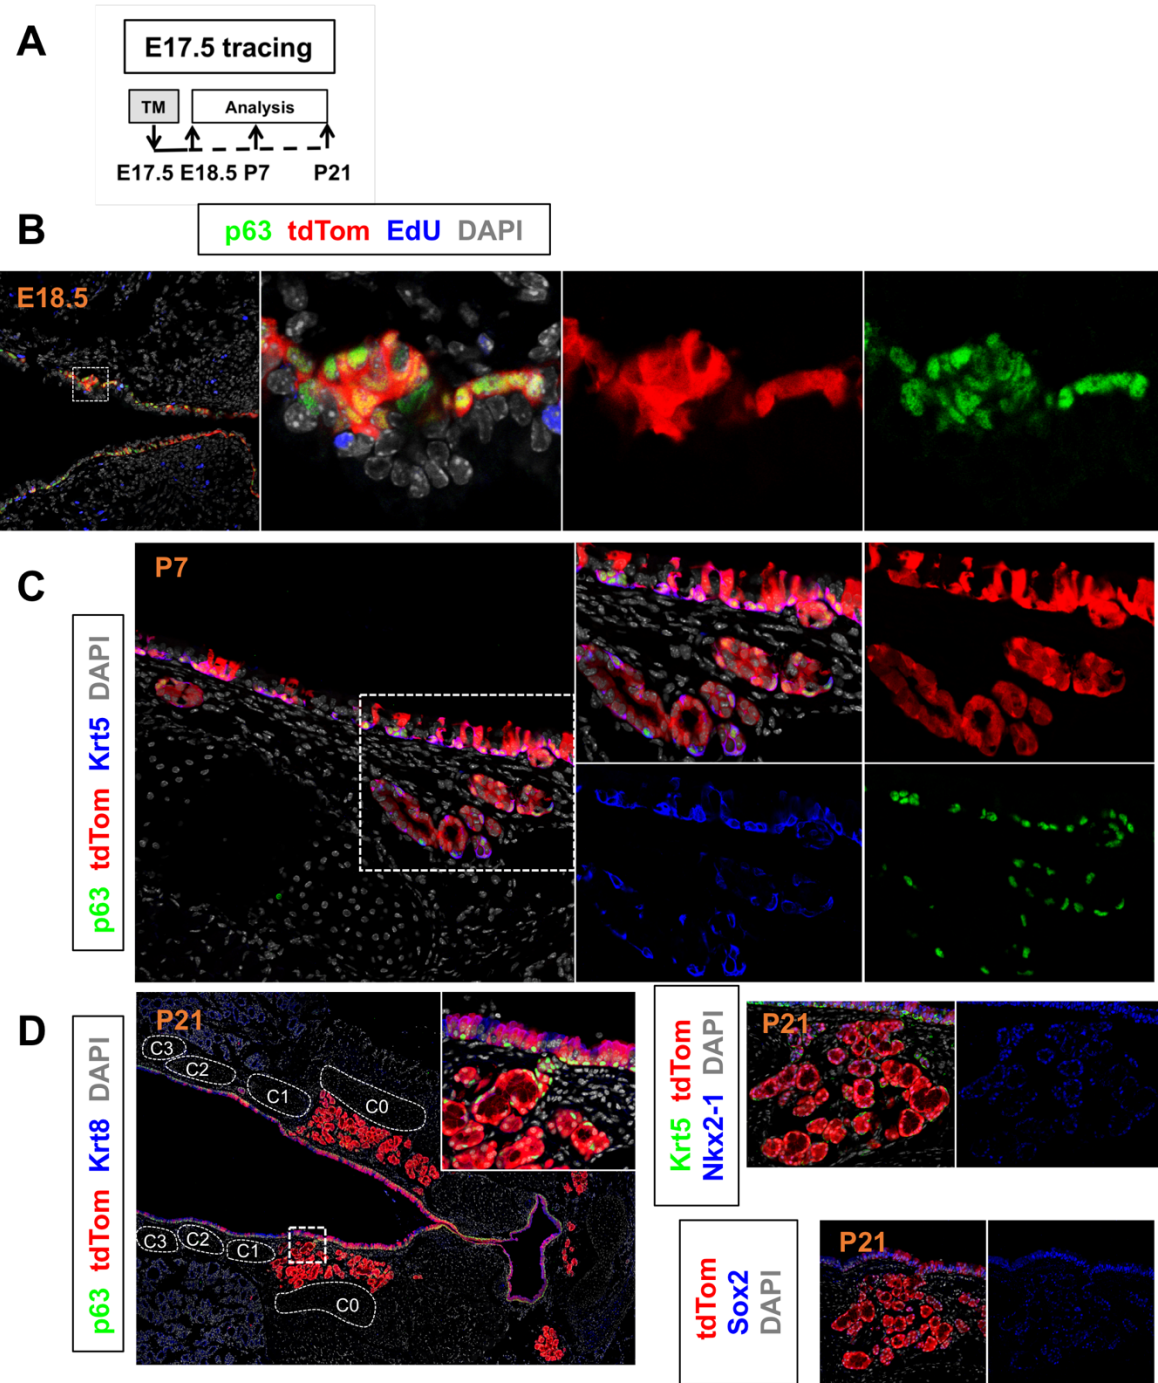 A
E17.5 tracing
TM
Analysis
E17.5 E18.5 P7 P21
B
p63 tdTom EdU DAPI
E18.5
C
p63 tdTom Krt5 DAPI
P7
D
p63 tdTom Krt8 DAPI
P21
C3
C2
C1
C0
C3
C2
C1
C0
Krt5 tdTom
Nkx2-1 DAPI
P21
tdTom
Sox2
DAPI
P21